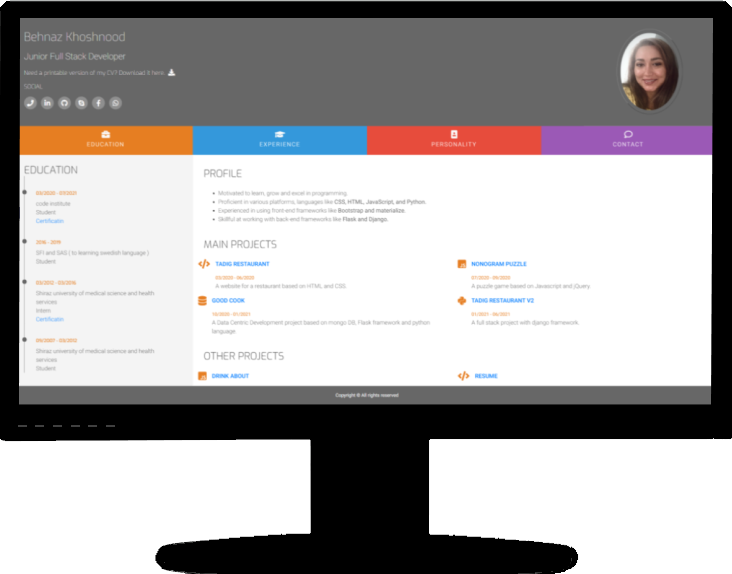 Behnaz Khoshnood
Junior Full Stack Developer
Need a printable version of my CV? Download it here.
SOCIAL
EDUCATION
EXPERIENCE
PERSONALITY
CONTACT
EDUCATION
03/2020 - 03/2021
code institute
Student
Certification
2016 - 2019
SFI and SAS ( to learning swedish language )
Student
03/2012 - 03/2016
Shiraz university of medical science and health
services
Intern
Certification
09/2007 - 03/2012
Shiraz university of medical science and health
services
Student
PROFILE
Motivated to learn, grow and excel in programming.
Proficient in various platforms, languages like CSS, HTML, JavaScript, and Python.
Experienced in using front-end frameworks like Bootstrap and materialize.
Skillful at working with back-end frameworks like Flask and Django.
MAIN PROJECTS
TADIG RESTAURANT
03/2020 - 06/2020
A website for a restaurant based on HTML and CSS.
NONOGRAM PUZZLE
07/2020 - 09/2020
A puzzle game based on Javascript and jQuery.
GOOD COOK
10/2020 - 01/2021
A Data Centric Development project based on mongo DB, Flask framework and python
language
TADIG RESTAURANT V2
01/2021 - 06/2021
A full stack project with django framework
OTHER PROJECTS
DRINK ABOUT
RESUME
Copyright © All rights reserved